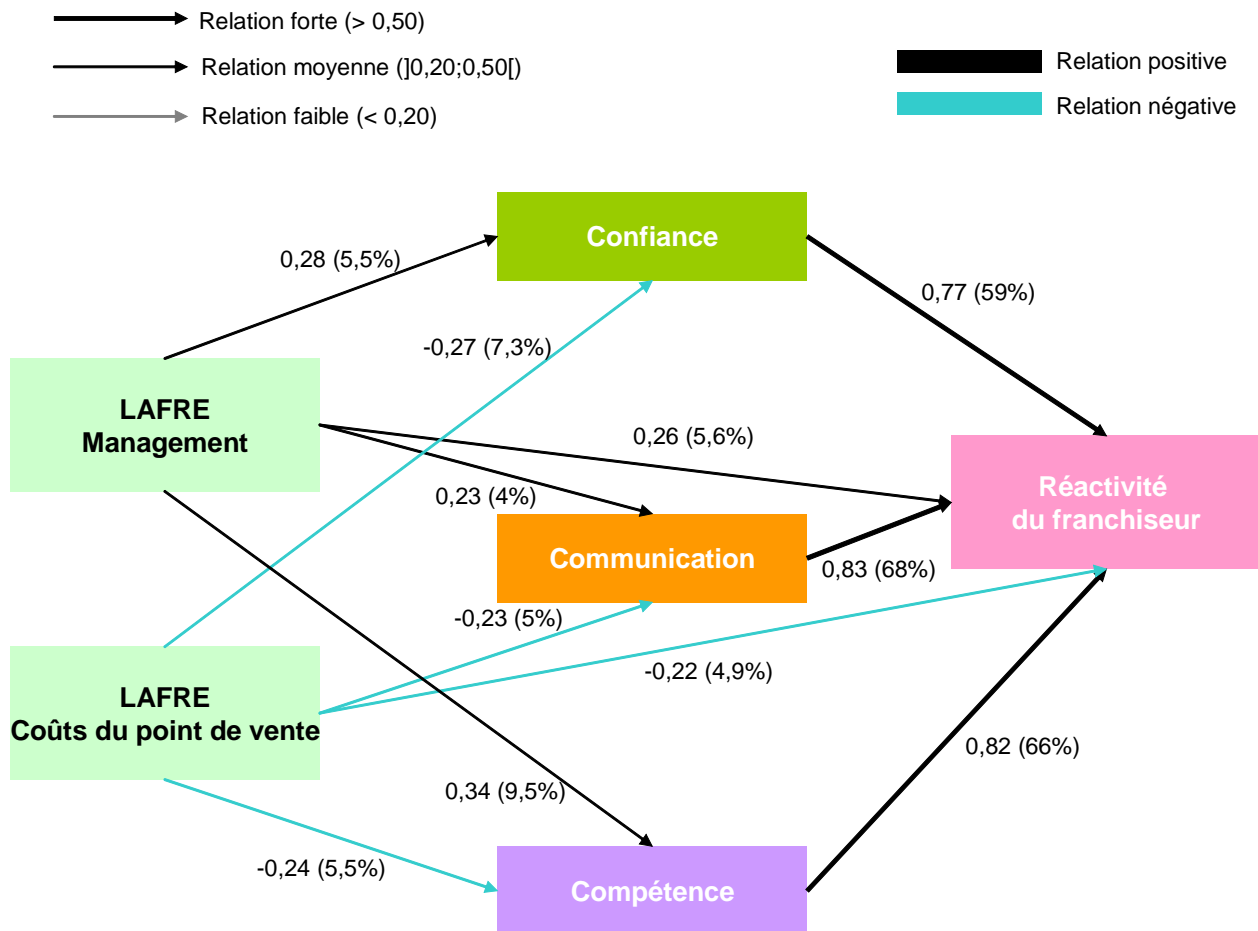 Relation forte (> 0,50)
Relation moyenne (]0,20;0,50[)
Relation faible (< 0,20)
Relation positive
Relation négative
Confiance
0,28 (5,5%)
0,77 (59%)
-0,27 (7,3%)
LAFRE
Management
0,26 (5,6%)
0,23 (4%)
Réactivité
du franchiseur
Communication
0,83 (68%)
-0,23 (5%)
-0,22 (4,9%)
LAFRE
Coûts du point de vente
0,82 (66%)
0,34 (9,5%)
-0,24 (5,5%)
Compétence